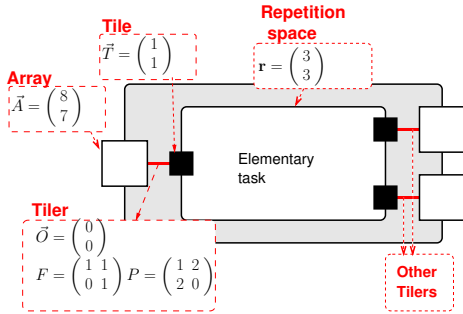 Repetition
space
r = (3 3)
Tile
T⃗ = (1 1)
Array
A⃗ = (8 7)
Elementary
task
Tiler
O⃗ = (0 0)
F = (1 1 0 1) P = (1 2 2 0)
Other
Tilers